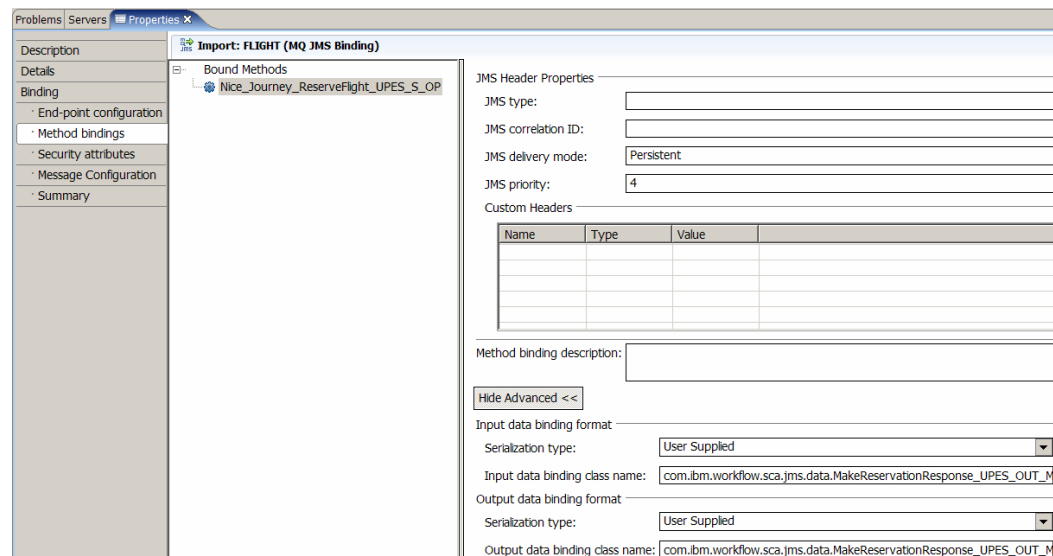 Problems Servers Properties
Import: FLIGHT (MQ JMS Binding)
Description
Details
Binding
End-point configuration
Method bindings
Security attributes
Message Configuration
Summary
Bound Methods
Nice_Journey_ReserveFlight_UPES_S_OP
JMS Header Properties
JMS type:
JMS correlation ID:
JMS delivery mode: Persistent
JMS priority: 4
Custom Headers
Name Type Value
Method binding description:
Hide Advanced <<
Input data binding format
Serialization type: User Supplied
Input data binding class name: com.ibm.workflow.sca.jms.data.MakeReservationResponse_UPES_OUT_M
Output data binding format
Serialization type: User Supplied
Output data binding class name: com.ibm.workflow.sca.jms.data.MakeReservationResponse_UPES_OUT_M